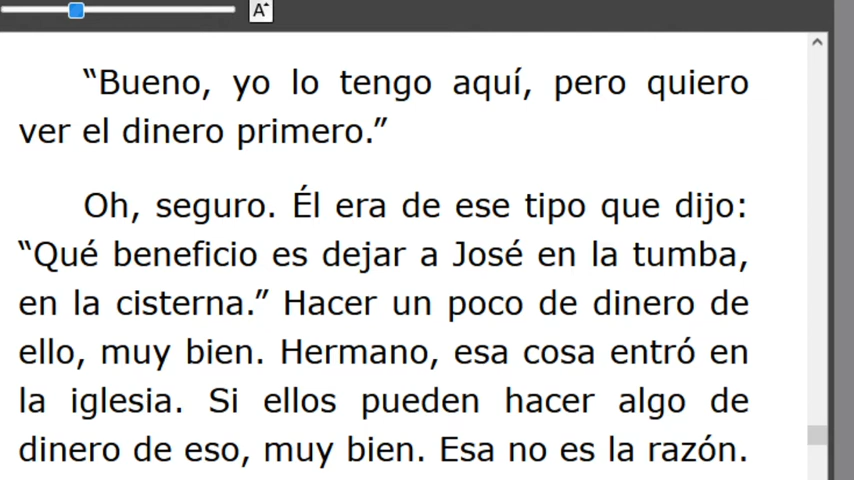 A
“Bueno, yo lo tengo aquí, pero quiero
ver el dinero primero.”
Oh, seguro. Él era de ese tipo que dijo:
“Qué beneficio es dejar a José en la tumba,
en la cisterna.” Hacer un poco de dinero de
ello, muy bien. Hermano, esa cosa entró en
la iglesia. Si ellos pueden hacer algo de
dinero de eso, muy bien. Esa no es la razón.